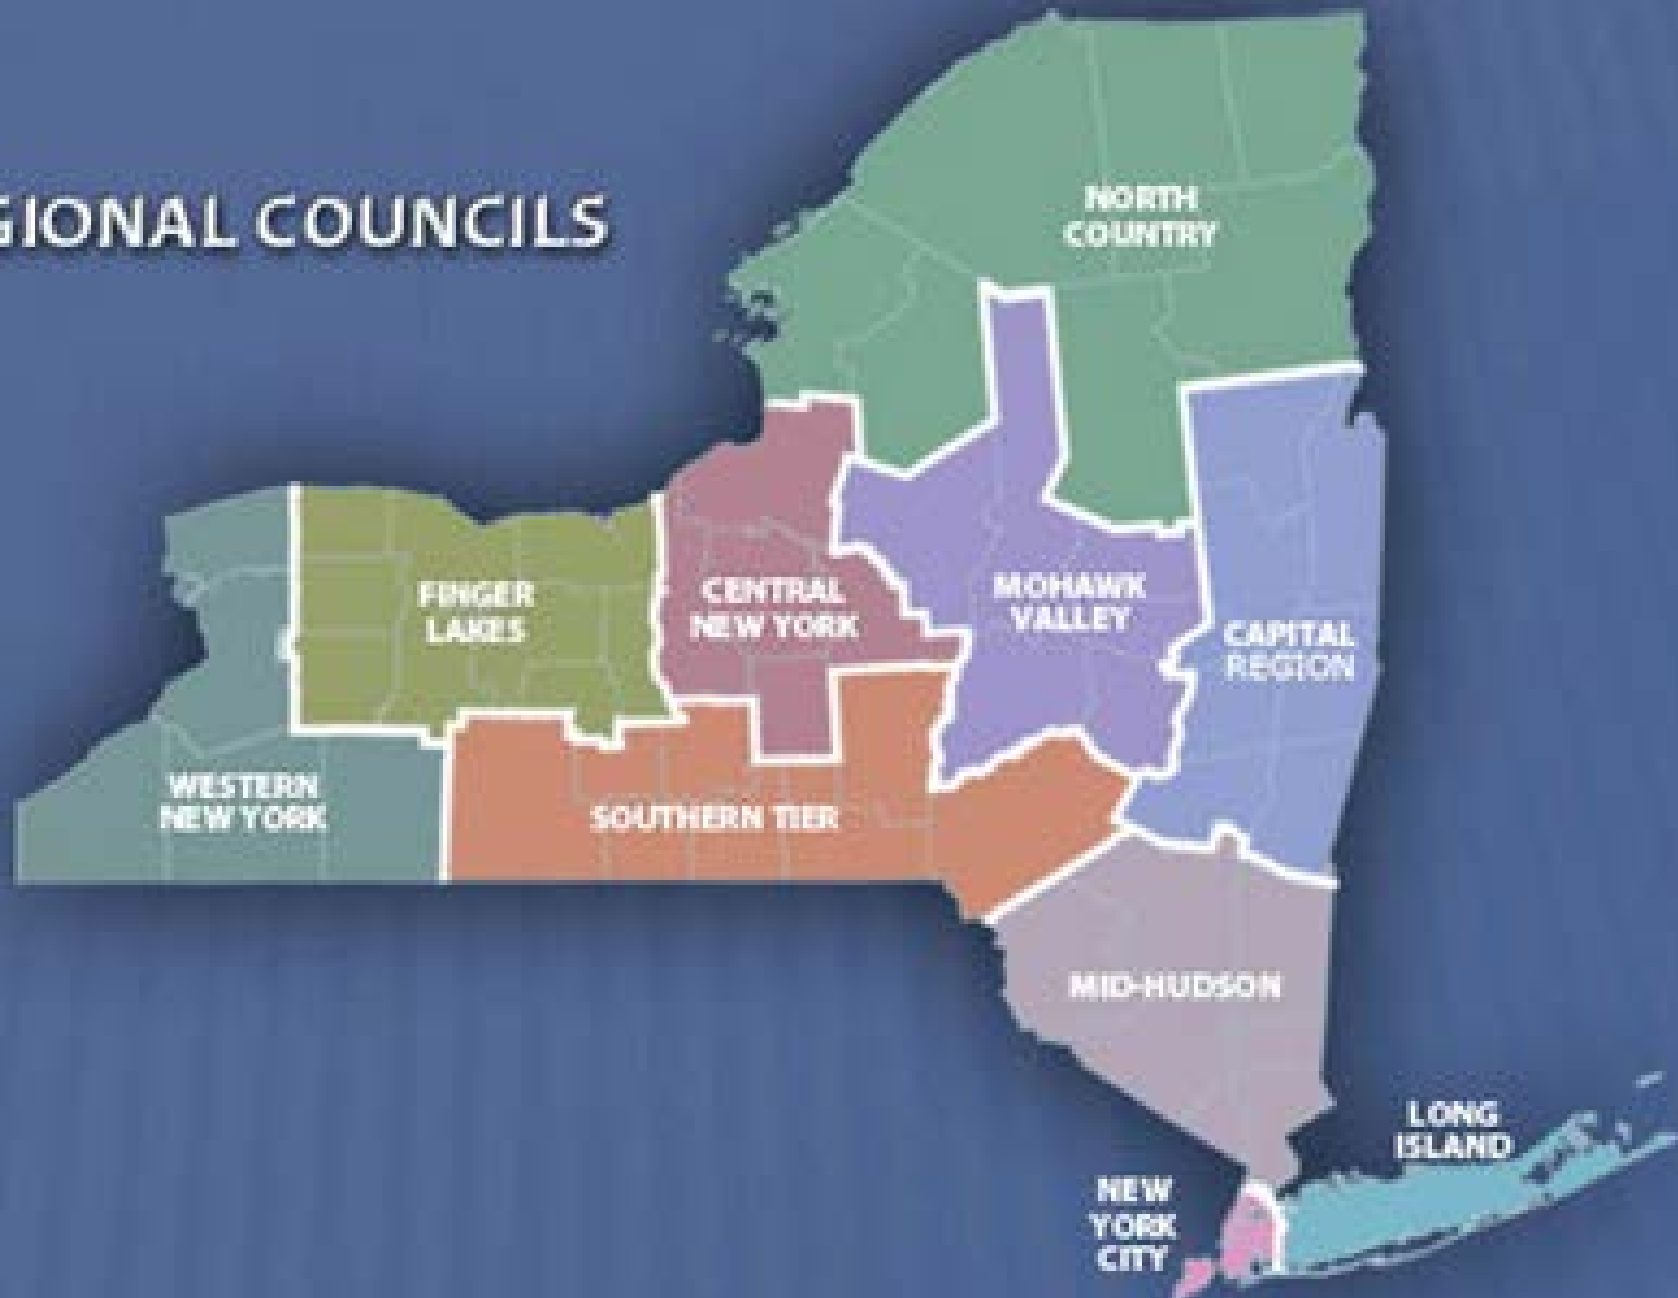 GIONAL COUNCILS
NORTH
COUNTRY
FINGER
LAKES
CENTRAL
NEW YORK
MOHAWK
VALLEY
CAPITAL
REGION
WESTERN
NEW YORK
SOUTHERN TIER
MID-HUDSON
LONG
ISLAND
NEW
YORK
CITY